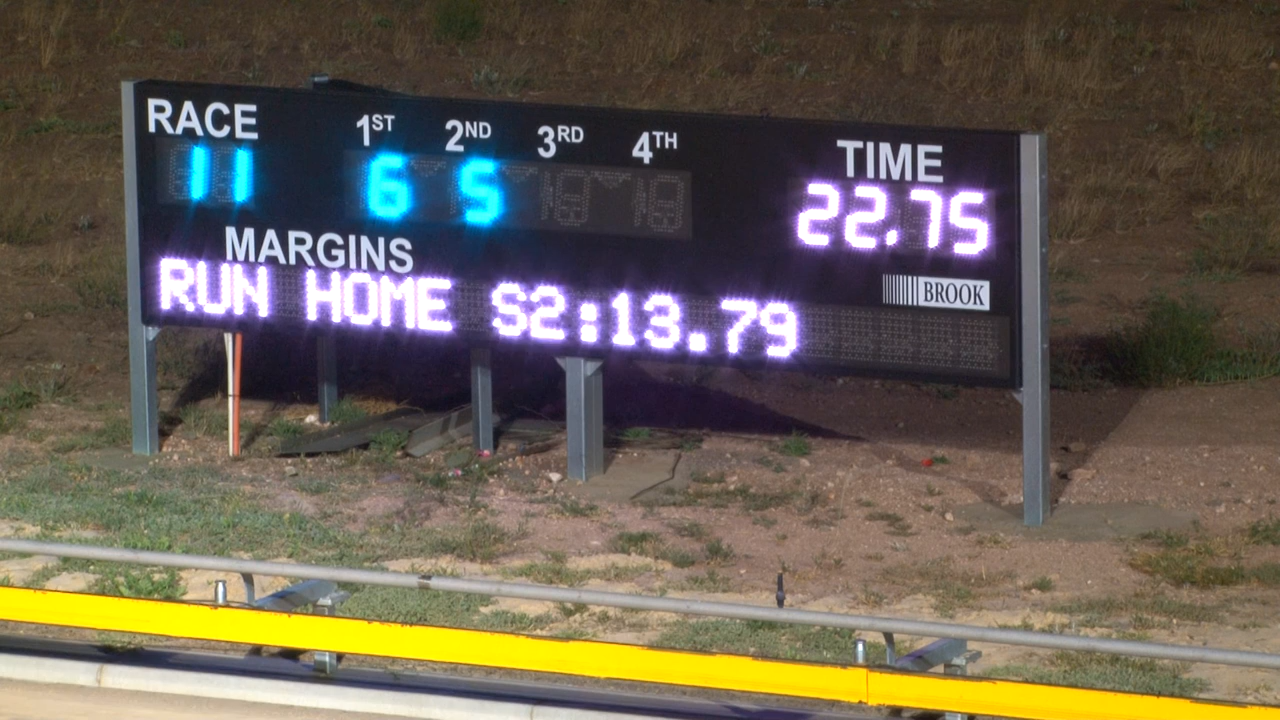 RACE 1ST 2ND 3RD 4TH TIME
11 6 5 22.75
MARGINS
RUN HOME S2:13.79
BROOK